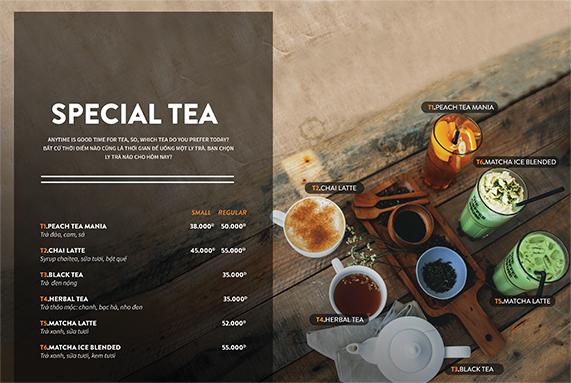 SPECIAL TEA
ANYTIME IS GOOD TIME FOR TEA, SO, WHICH TEA DO YOU PREFER TODAY?
BẤT CỨ THỜI ĐIỂM NÀO CŨNG LÀ THỜI GIAN ĐỂ UỐNG MỘT LY TRÀ. BẠN CHỌN
LY TRÀ NÀO CHO HÔM NAY?
SMALL REGULAR
T1.PEACH TEA MANIA 38.000Đ 50.000Đ
Trà đào, cam, sả
T2.CHAI LATTE 45.000Đ 55.000Đ
Syrup chaitea, sữa tươi, bột quế
T3.BLACK TEA 35.000Đ
Trà đen nóng
T4.HERBAL TEA 35.000Đ
Trà thảo mộc: chanh, bạc hà, nho đen
T5.MATCHA LATTE 52.000Đ
Trà xanh, sữa tươi
T6.MATCHA ICE BLENDED 55.000Đ
Trà xanh, sữa tươi, kem tươi
T1.PEACH TEA MANIA
T6.MATCHA ICE BLENDED
T2.CHAI LATTE
T5.MATCHA LATTE
T4.HERBAL TEA
T3.BLACK TEA